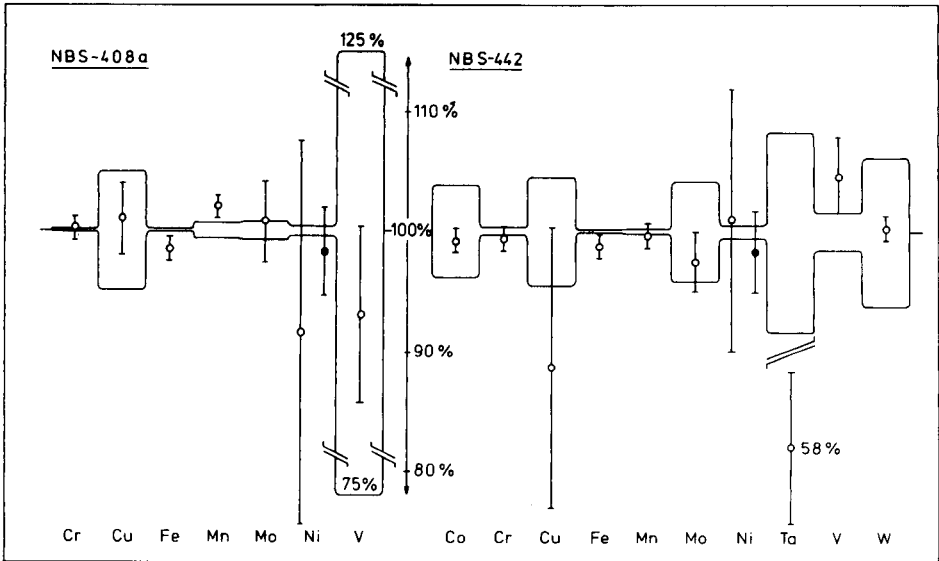 NBS-408a
125%
NBS-442
110%
100%
90%
80%
75%
58%
Cr Cu Fe Mn Mo Ni V
Co Cr Cu Fe Mn Mo Ni Ta V W